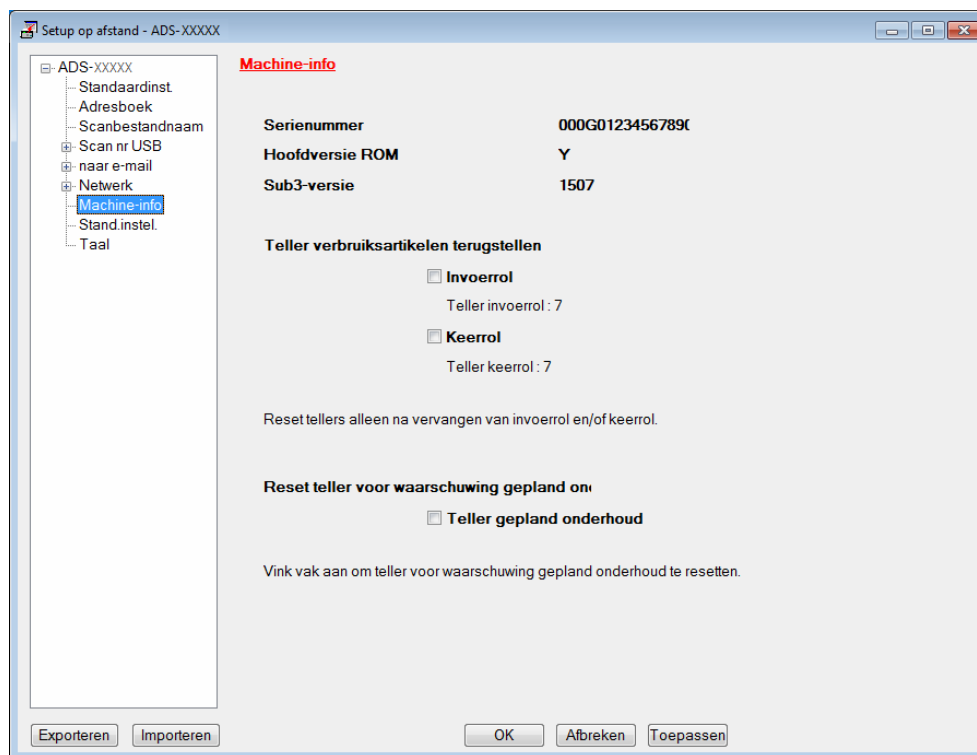 Setup op afstand - ADS-XXXXX
ADS-XXXXX
Standaardinst.
Adresboek
Scanbestandnaam
Scan nr USB
naar e-mail
Netwerk
Machine-info
Stand.instel.
Taal
Machine-info
Serienummer 000G0123456789
Hoofdversie ROM Y
Sub3-versie 1507
Teller verbruiksartikelen terugstellen
Invoerrol
Teller invoerrol : 7
Keerrol
Teller keerrol : 7
Reset tellers alleen na vervangen van invoerrol en/of keerrol.
Reset teller voor waarschuwing gepland
Teller gepland onderhoud
Vink vak aan om teller voor waarschuwing gepland onderhoud te resetten.
Exporteren Importeren OK Afbreken Toepassen